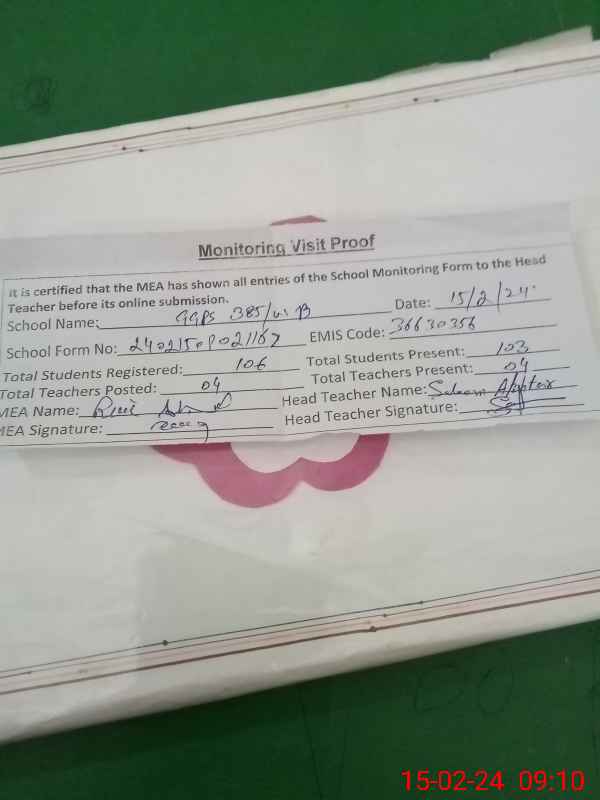 Monitoring Visit Proof
It is certified that the MEA has shown all entries of the School Monitoring Form to the Head
Teacher before its online submission.
School Name: GGPS 385/W.B Date: 15/2/24
School Form No: EMIS Code: 36630356
Total Students Registered: 106 Total Students Present: 103
Total Teachers Posted: 04 Total Teachers Present: 04
MEA Name: Head Teacher Name: Saleem Akhtar
MEA Signature: Head Teacher Signature:
15-02-24 09:10